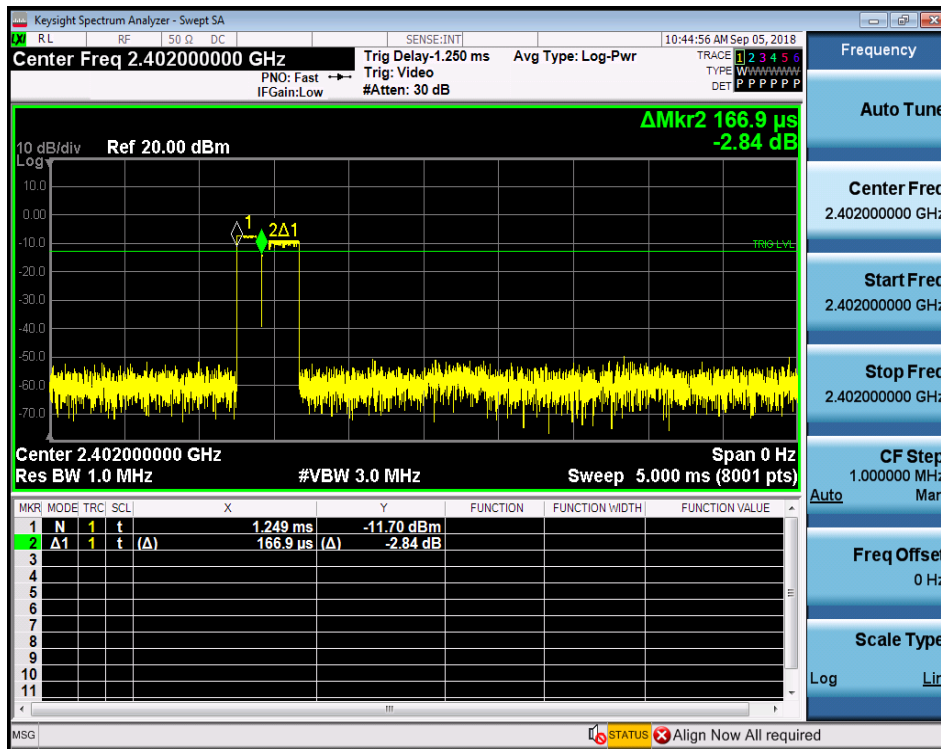 Keysight Spectrum Analyzer - Swept SA
LXI RL RF 50 Ω DC SENSE:INT 10:44:56 AM Sep 05, 2018
Center Freq 2.402000000 GHz
Trig Delay-1.250 ms Avg Type: Log-Pwr
PNO: Fast Trig: Video
IFGain:Low #Atten: 30 dB
TRACE 1 2 3 4 5 6
TYPE WWWWWW
DET P P P P P P
ΔMkr2 166.9 µs
-2.84 dB
10 dB/div Ref 20.00 dBm
Log
10.0
0.00
-10.0
-20.0
-30.0
-40.0
-50.0
-60.0
-70.0
1
2Δ1
TRIG LVL
Center 2.402000000 GHz Span 0 Hz
Res BW 1.0 MHz #VBW 3.0 MHz Sweep 5.000 ms (8001 pts)
MKR MODE TRC SCL X Y FUNCTION FUNCTION WIDTH FUNCTION VALUE
1 N 1 t 1.249 ms -11.70 dBm
2 Δ1 1 t (Δ) 166.9 µs (Δ) -2.84 dB
3
4
5
6
7
8
9
10
11
MSG STATUS Align Now All required
Frequency
Auto Tune
Center Freq
2.402000000 GHz
Start Freq
2.402000000 GHz
Stop Freq
2.402000000 GHz
CF Step
1.000000 MHz
Auto Man
Freq Offset
0 Hz
Scale Type
Log Lin